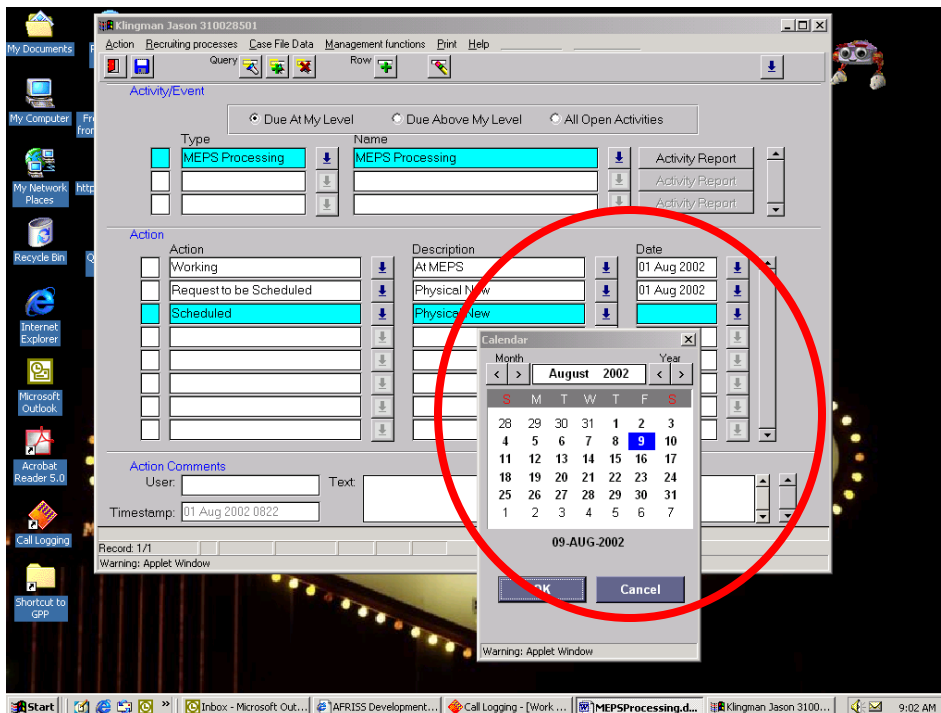 Klingman Jason 310028501
Action Recruiting processes Case File Data Management functions Print Help
Query Row
Activity/Event
Due At My Level Due Above My Level All Open Activities
Type Name
MEPS Processing MEPS Processing Activity Report
Activity Report
Activity Report
Action
Action Description Date
Working At MEPS 01 Aug 2002
Request to be Scheduled Physical New 01 Aug 2002
Scheduled Physical New
Calendar
Month Year
< > August 2002 < >
S M T W T F S
28 29 30 31 1 2 3
4 5 6 7 8 9 10
11 12 13 14 15 16 17
18 19 20 21 22 23 24
25 26 27 28 29 30 31
1 2 3 4 5 6 7
09-AUG-2002
OK Cancel
Warning: Applet Window
Action Comments
User: Text:
Timestamp: 01 Aug 2002 0822
Record: 1/1
Warning: Applet Window
My Documents
My Computer
My Network
Places
Recycle Bin
Internet
Explorer
Microsoft
Outlook
Acrobat
Reader 5.0
Call Logging
Shortcut to
GPP
Fr
from
http
Start » Inbox - Microsoft Out... AFRISS Development... Call Logging - [Work ... MEPSProcessing.d... Klingman Jason 3100... 9:02 AM